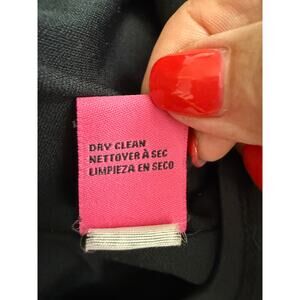 DRY CLEAN
NETTOYER À SEC
LIMPIEZA EN SECO